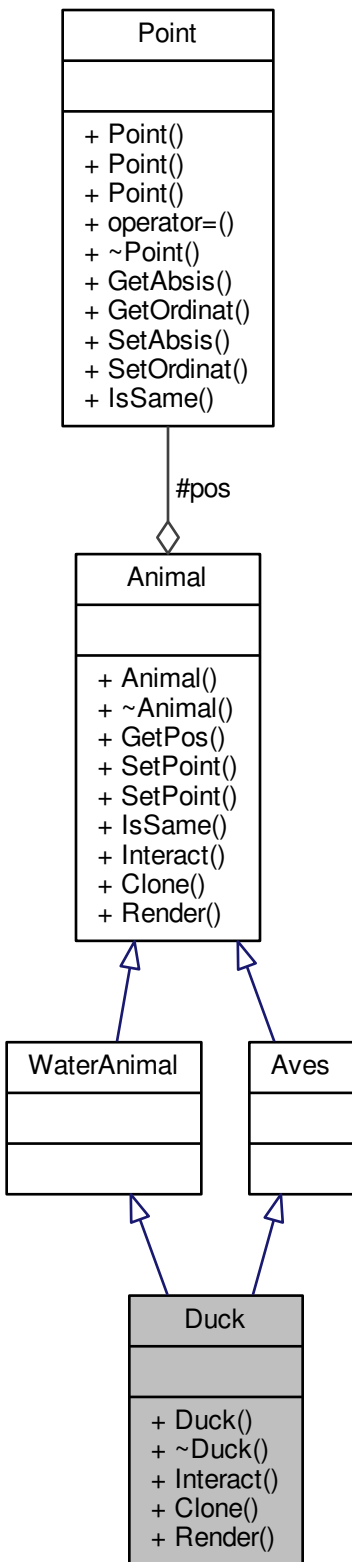 Point
+ Point()
+ Point()
+ Point()
+ operator=()
+ ~Point()
+ GetAbsis()
+ GetOrdinat()
+ SetAbsis()
+ SetOrdinat()
+ IsSame()
#pos
Animal
+ Animal()
+ ~Animal()
+ GetPos()
+ SetPoint()
+ SetPoint()
+ IsSame()
+ Interact()
+ Clone()
+ Render()
WaterAnimal
Aves
Duck
+ Duck()
+ ~Duck()
+ Interact()
+ Clone()
+ Render()